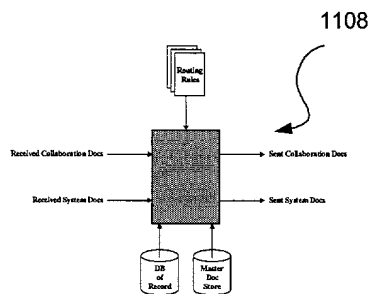 1108
Routing
Rules
Received Collaboration Docs
Sent Collaboration Docs
Received System Docs
Sent System Docs
DB
of
Record
Master
Doc
Store